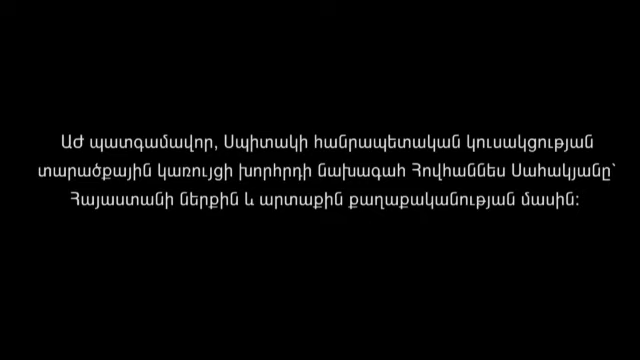 ԱԺ պատգամավոր, Սպիտակի հանրապետական կուսակցության
տարածքային կառույցի խորհրդի նախագահ Հովհաննես Սահակյանը՝
Հայաստանի ներքին և արտաքին քաղաքականության մասին: